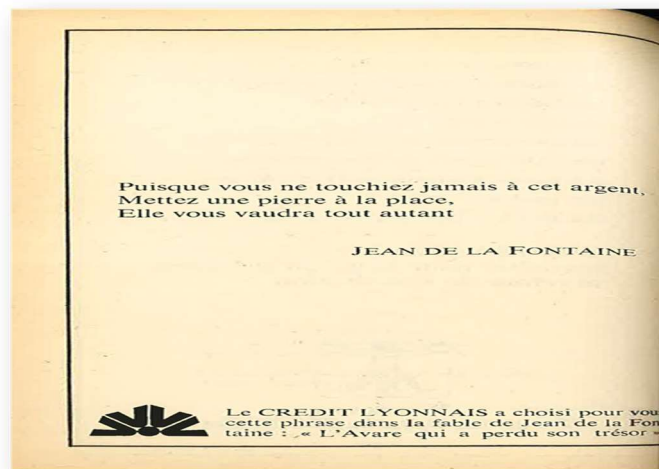 Puisque vous ne touchiez jamais à cet argent,
Mettez une pierre à la place,
Elle vous vaudra tout autant
JEAN DE LA FONTAINE
Le CREDIT LYONNAIS a choisi pour vou
cette phrase dans la fable de Jean de la Fon
taine : « L'Avare qui a perdu son trésor »